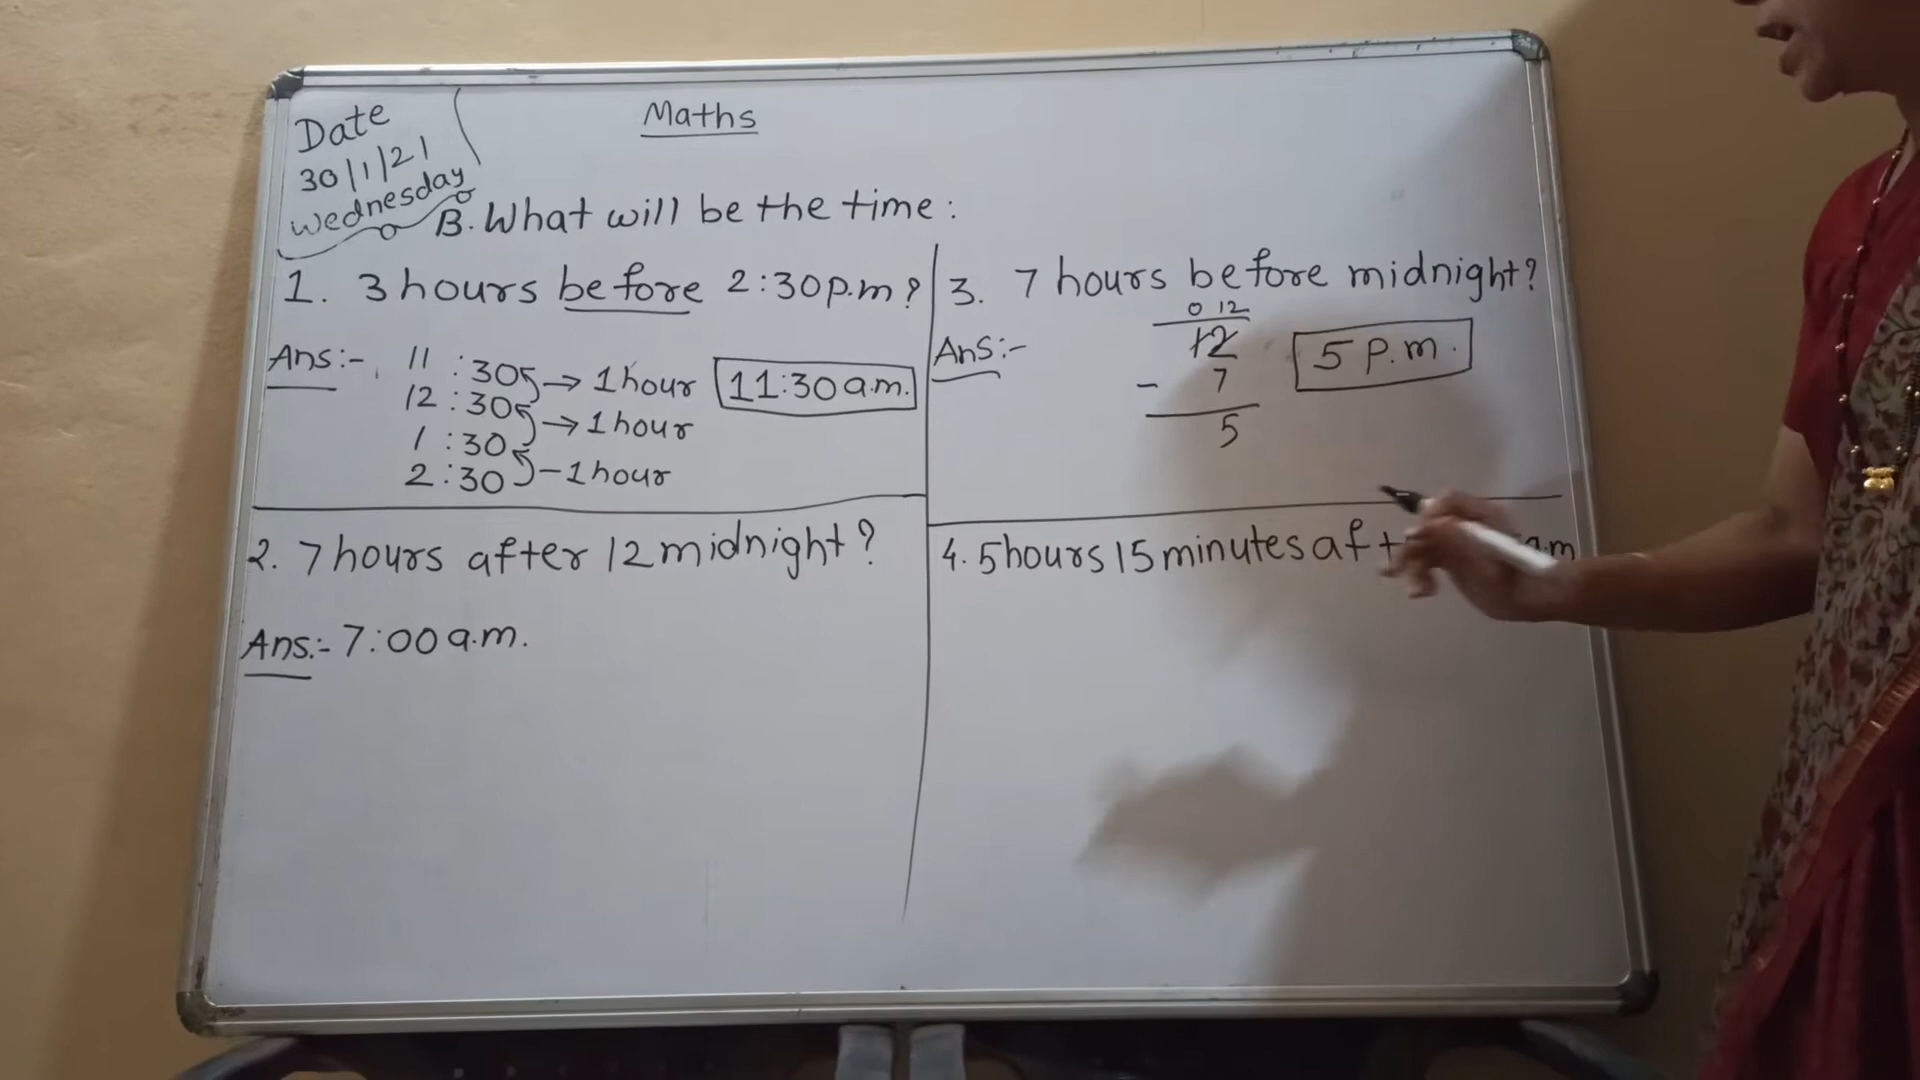 Date
30/1/21
Wednesday
Maths
B. What will be the time :
1. 3 hours before 2:30 p.m ?
Ans:- 11 : 30 → 1 hour 11:30 a.m.
12 : 30 → 1 hour
1 : 30
2 : 30 - 1 hour
2. 7 hours after 12 midnight ?
Ans:- 7:00 a.m.
3. 7 hours before midnight ?
0 12
Ans:- 12 5 p.m.
- 7
5
4. 5 hours 15 minutes a.m